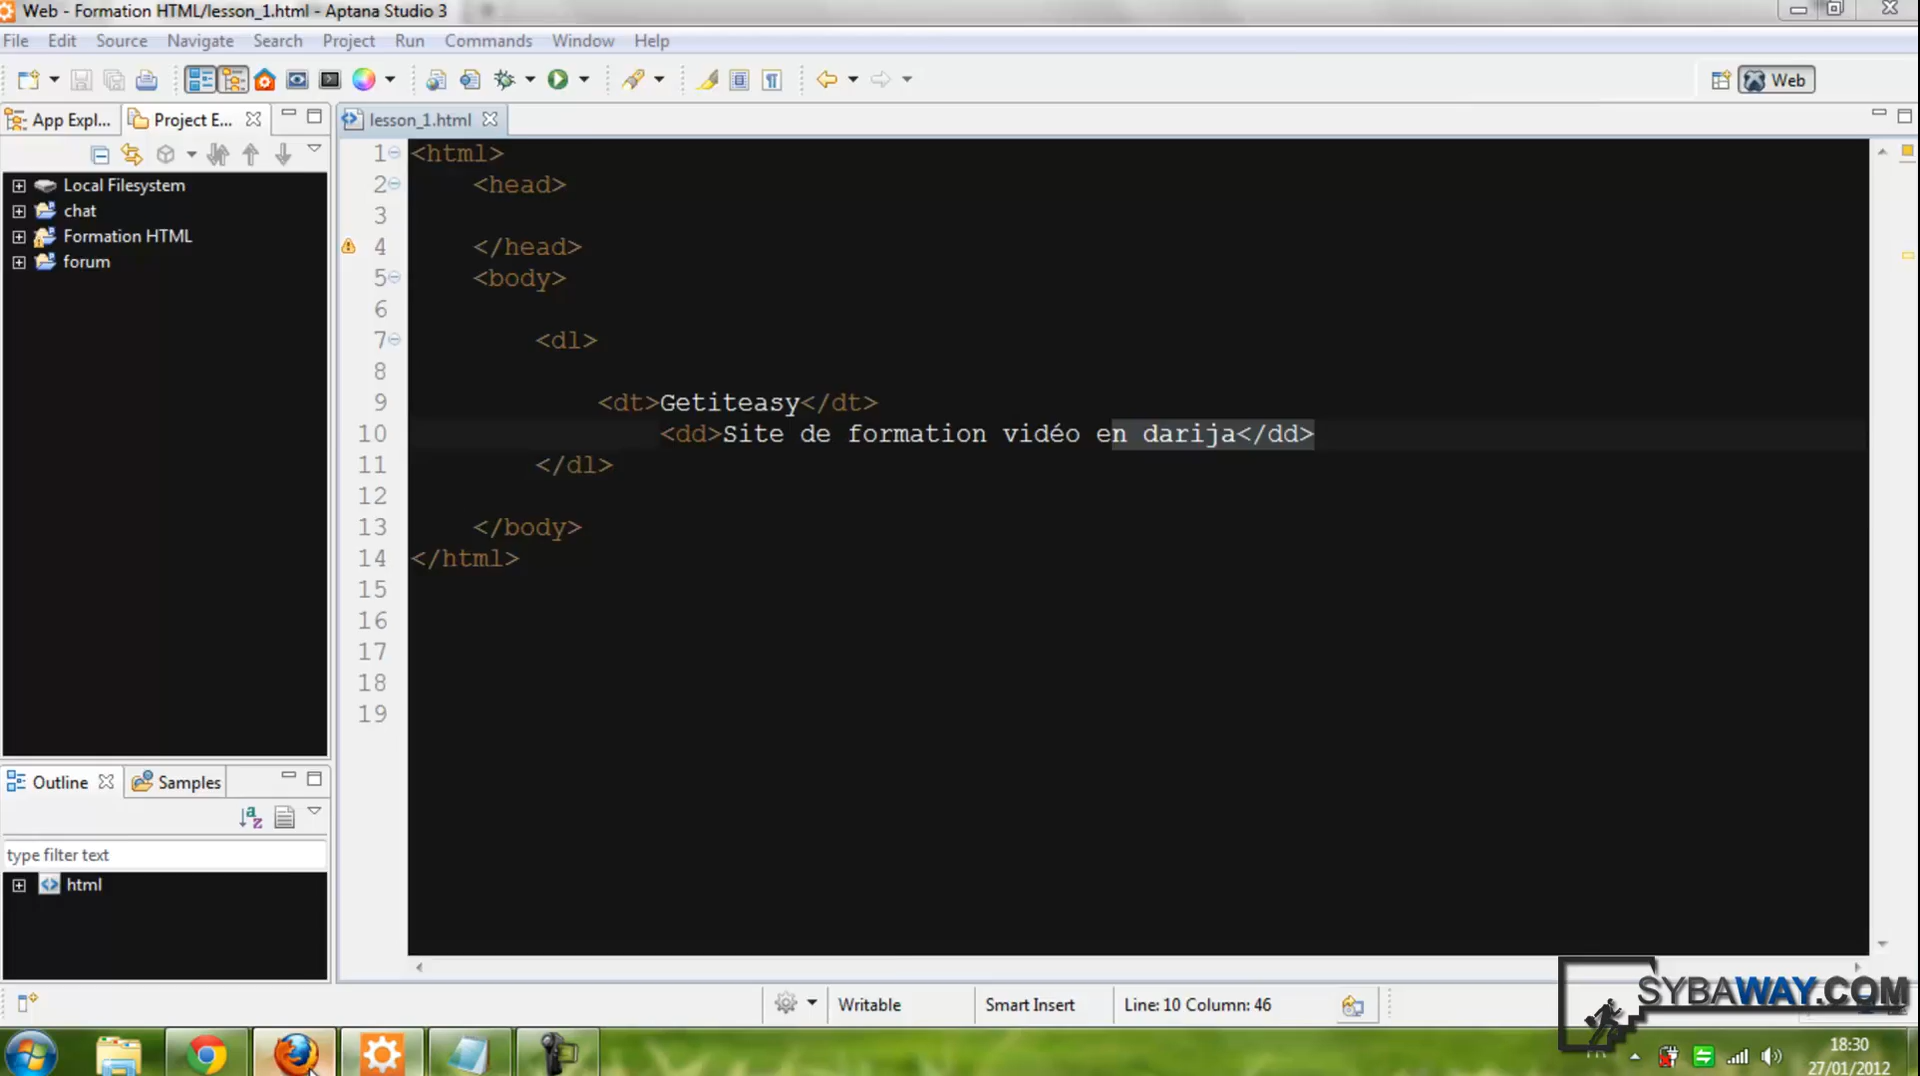 Web - Formation HTML/lesson_1.html - Aptana Studio 3
File Edit Source Navigate Search Project Run Commands Window Help
Web
App Expl... Project E... lesson_1.html
Local Filesystem
chat
Formation HTML
forum
1 <html>
2 <head>
3
4 </head>
5 <body>
6
7 <dl>
8
9 <dt>Getiteasy</dt>
10 <dd>Site de formation vidéo en darija</dd>
11 </dl>
12
13 </body>
14 </html>
15
16
17
18
19
Outline Samples
type filter text
html
Writable Smart Insert Line: 10 Column: 46
SYBAWAY.COM
18:30
27/01/2012